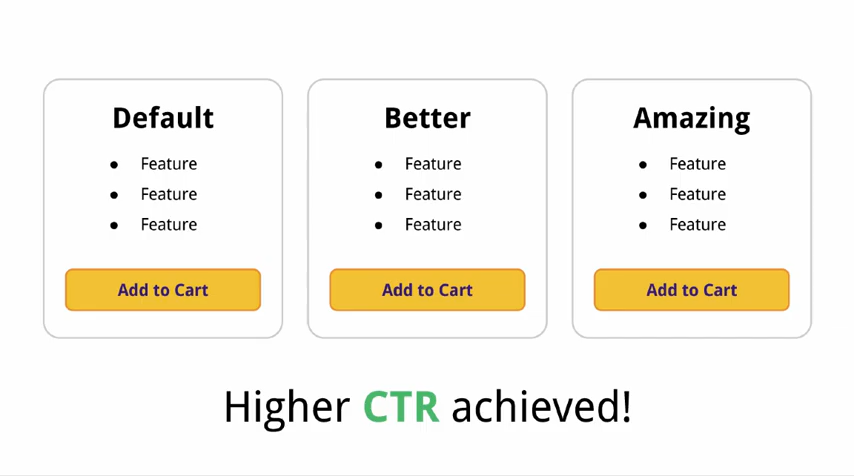 Default
● Feature
● Feature
● Feature
Add to Cart
Better
● Feature
● Feature
● Feature
Add to Cart
Amazing
● Feature
● Feature
● Feature
Add to Cart
Higher CTR achieved!